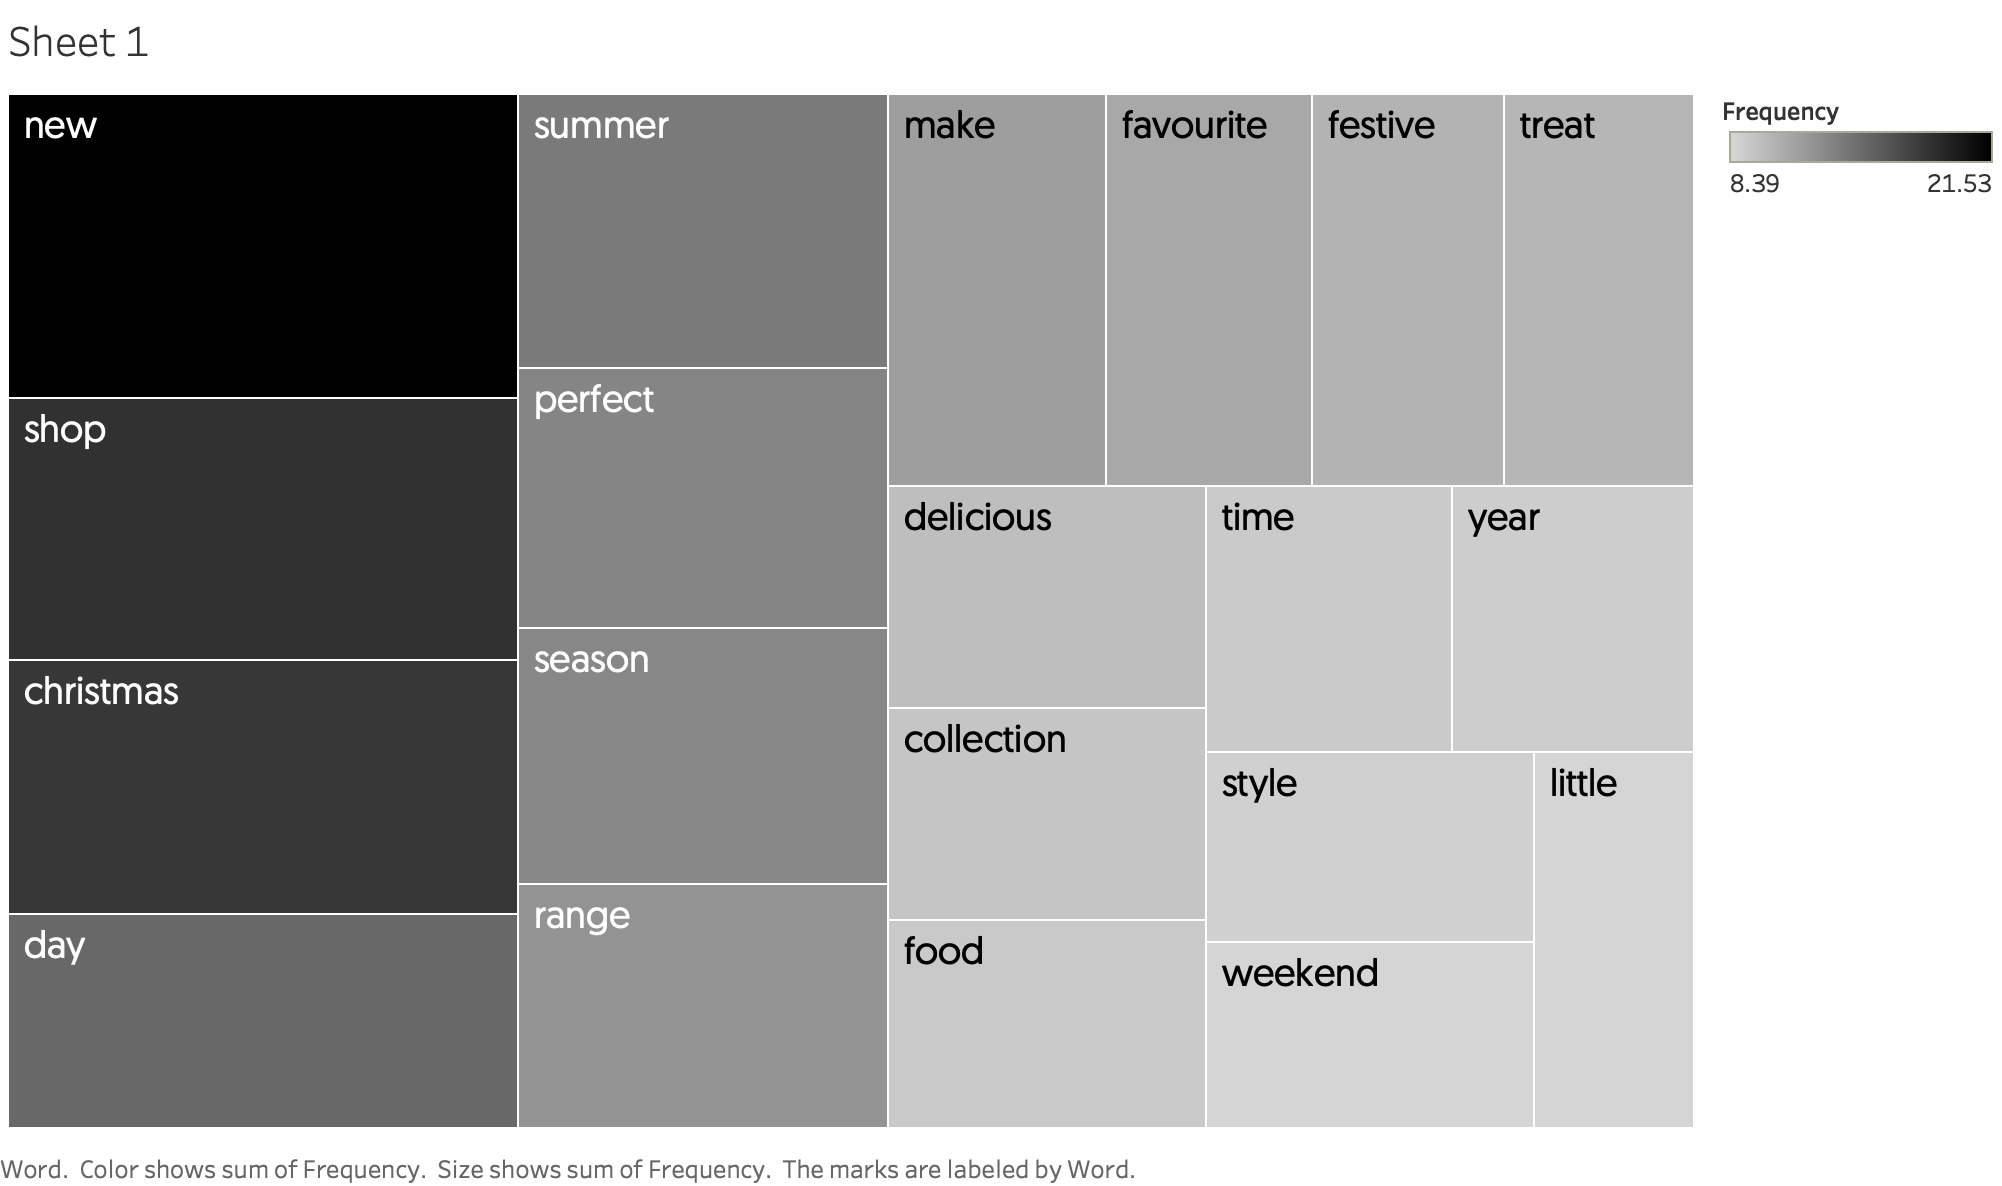 Sheet 1
new
summer
make
favourite
festive
treat
Frequency
8.39 21.53
shop
perfect
delicious
time
year
christmas
season
collection
style
little
day
range
food
weekend
Word.  Color shows sum of Frequency.  Size shows sum of Frequency.  The marks are labeled by Word.